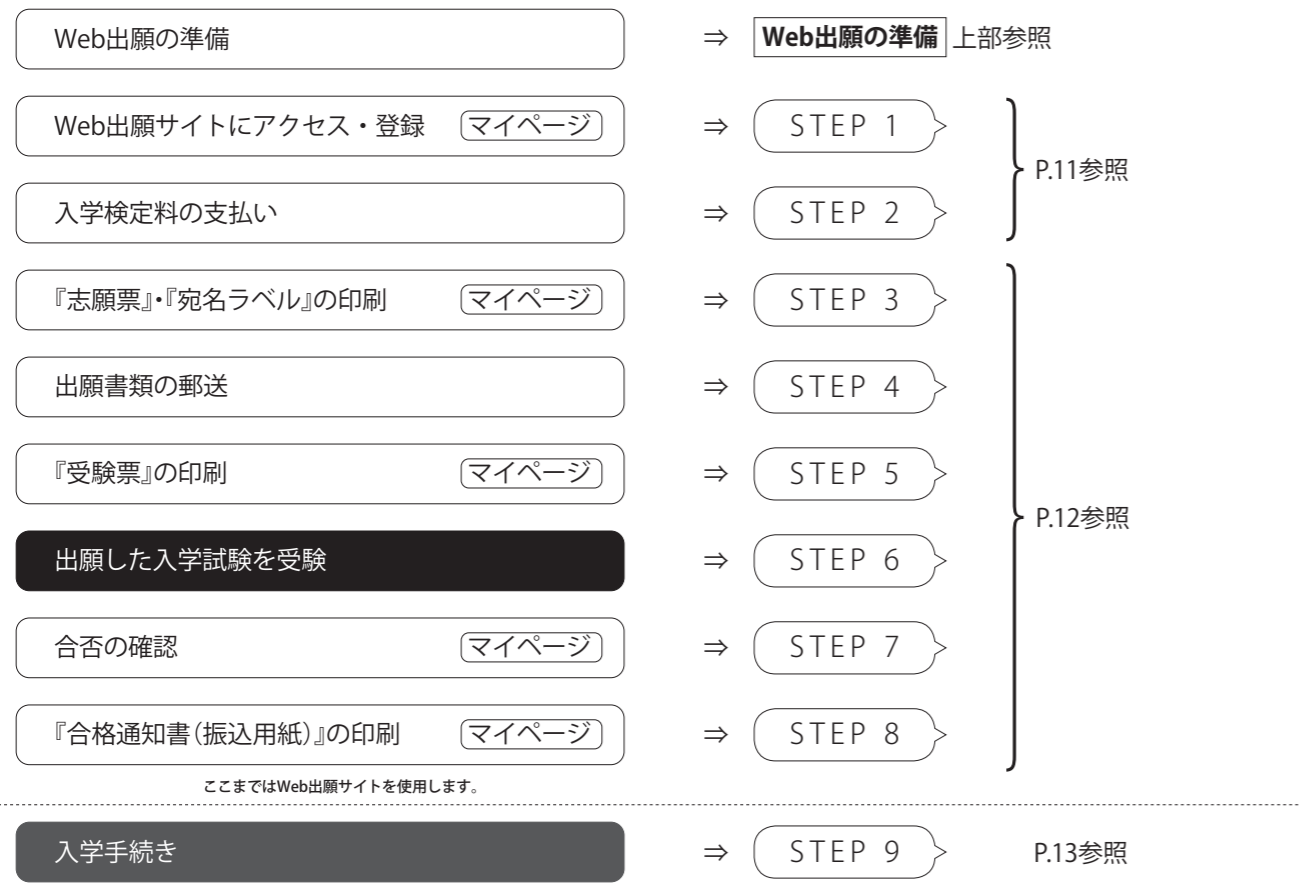 Web出願の準備 ⇒ Web出願の準備 上部参照
Web出願サイトにアクセス・登録 マイページ ⇒ STEP 1
P.11参照
入学検定料の支払い ⇒ STEP 2
『志願票』・『宛名ラベル』の印刷 マイページ ⇒ STEP 3
出願書類の郵送 ⇒ STEP 4
『受験票』の印刷 マイページ ⇒ STEP 5
P.12参照
出願した入学試験を受験 ⇒ STEP 6
合否の確認 マイページ ⇒ STEP 7
『合格通知書(振込用紙)』の印刷 マイページ ⇒ STEP 8
ここまではWeb出願サイトを使用します。
入学手続き ⇒ STEP 9 P.13参照